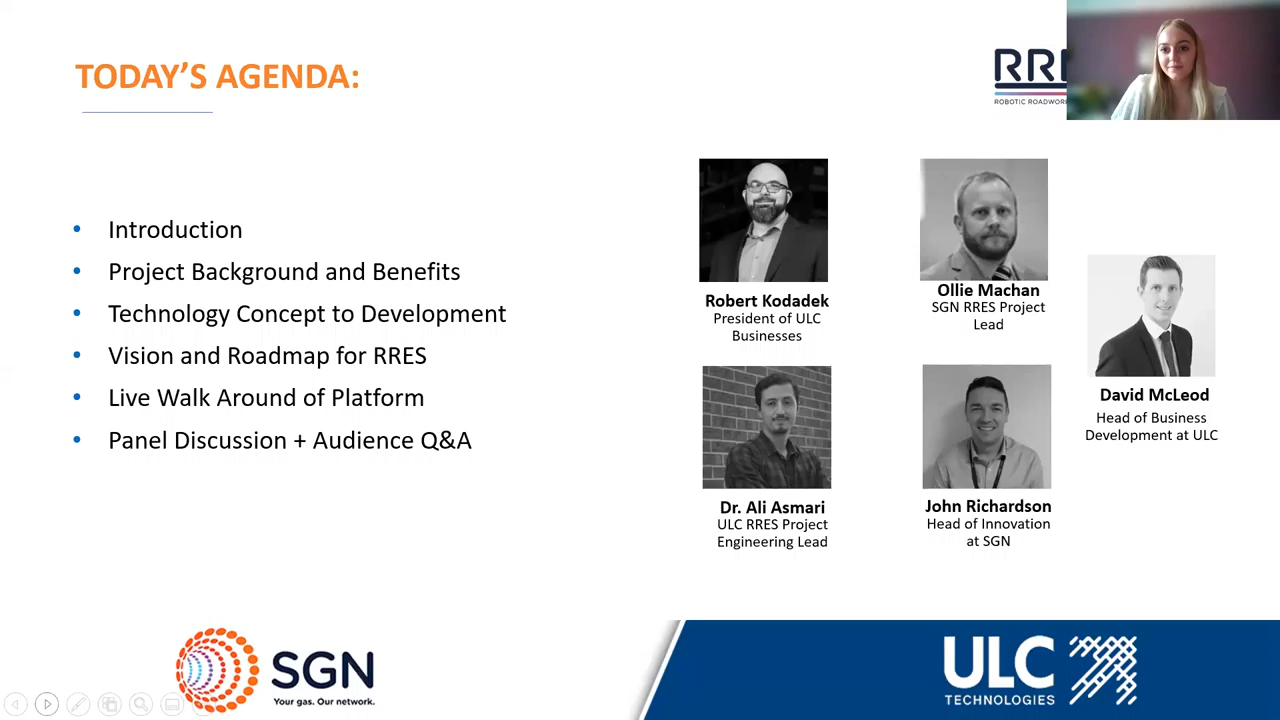 TODAY’S AGENDA:
ROBOTIC
• Introduction
• Project Background and Benefits
• Technology Concept to Development
• Vision and Roadmap for RRES
• Live Walk Around of Platform
• Panel Discussion + Audience Q&A
Robert Kodadek
President of ULC
Businesses
Ollie Machan
SGN RRES Project
Lead
David McLeod
Head of Business
Development at ULC
Dr. Ali Asmari
ULC RRES Project
Engineering Lead
John Richardson
Head of Innovation
at SGN
SGN
Your gas. Our network.
ULC
TECHNOLOGIES